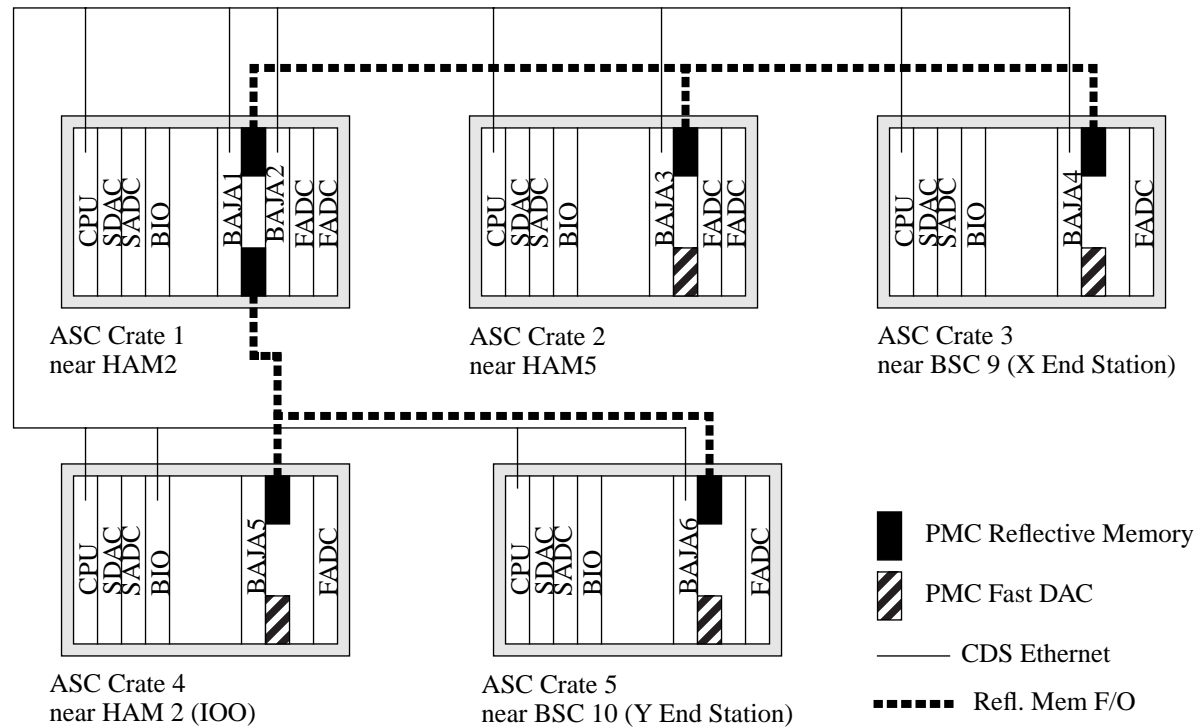 CPU
SDAC
SADC
BIO
BAJA1
BAJA2
FADC
FADC
ASC Crate 1
near HAM2
CPU
SDAC
SADC
BIO
BAJA3
FADC
FADC
ASC Crate 2
near HAM5
CPU
SDAC
SADC
BIO
BAJA4
FADC
ASC Crate 3
near BSC 9 (X End Station)
CPU
SDAC
SADC
BIO
BAJA5
FADC
ASC Crate 4
near HAM 2 (IOO)
CPU
SDAC
SADC
BIO
BAJA6
FADC
ASC Crate 5
near BSC 10 (Y End Station)
PMC Reflective Memory
PMC Fast DAC
CDS Ethernet
Refl. Mem F/O